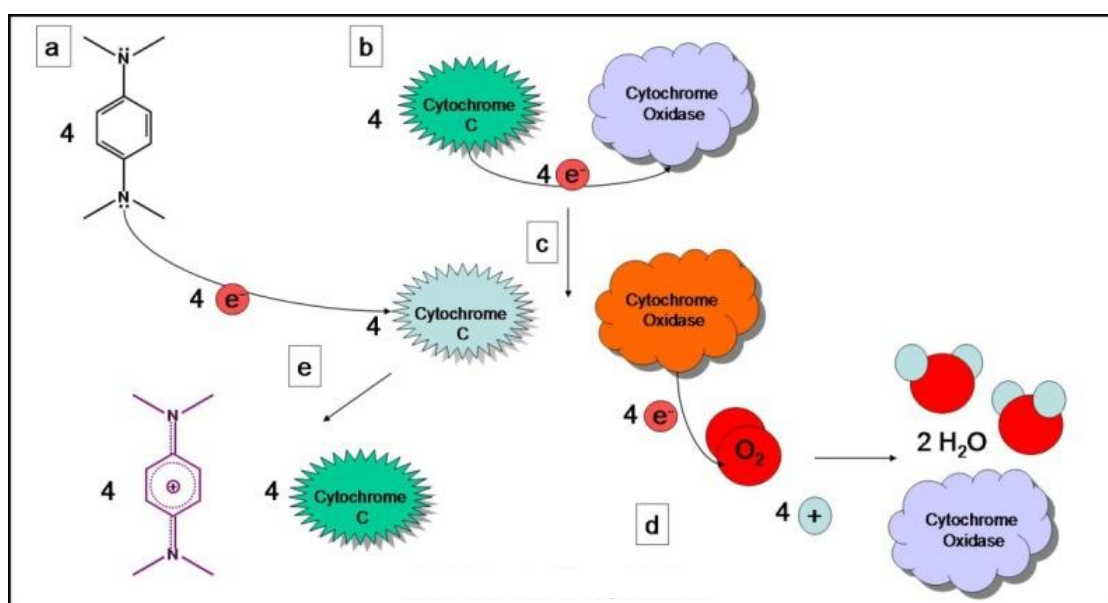 a
N
4
N
b
4
Cytochrome
C
Cytochrome
Oxidase
4 e⁻
c
4 e⁻
4
Cytochrome
C
Cytochrome
Oxidase
e
4 e⁻
O₂
2 H₂O
N
4
+
N
4
Cytochrome
C
d
4 +
Cytochrome
Oxidase